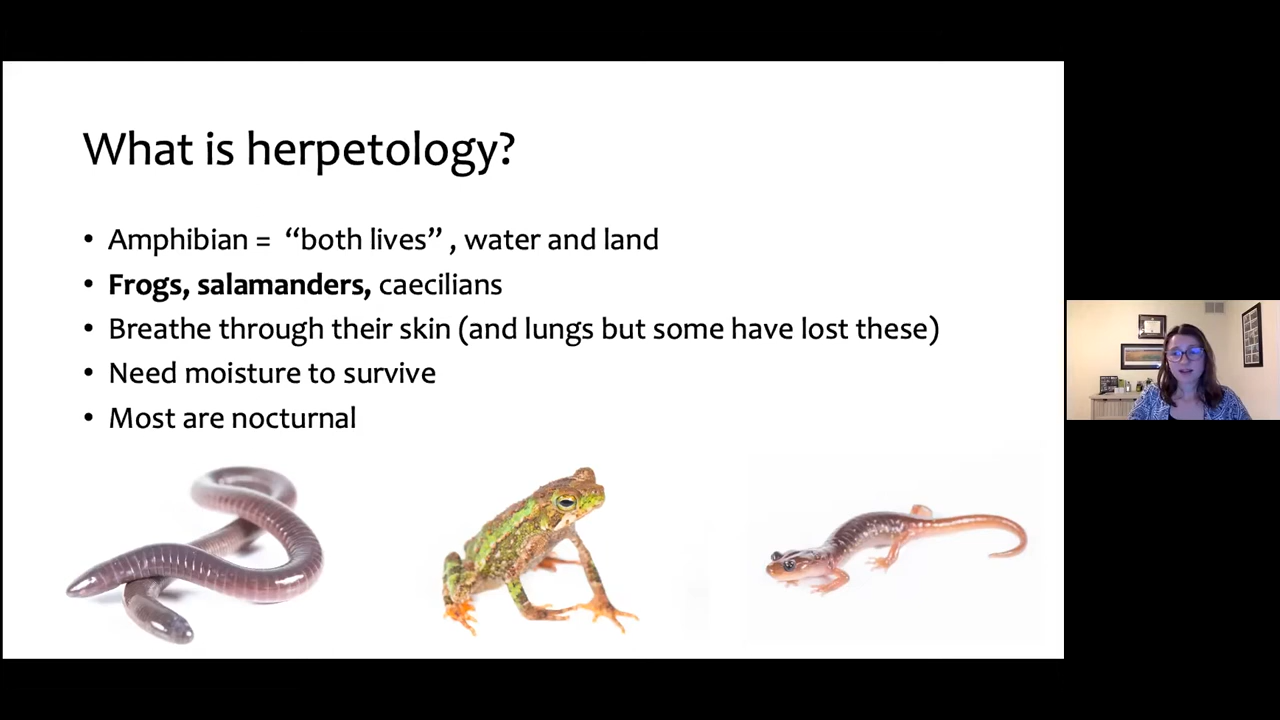 What is herpetology?
• Amphibian = “both lives” , water and land
• Frogs, salamanders, caecilians
• Breathe through their skin (and lungs but some have lost these)
• Need moisture to survive
• Most are nocturnal